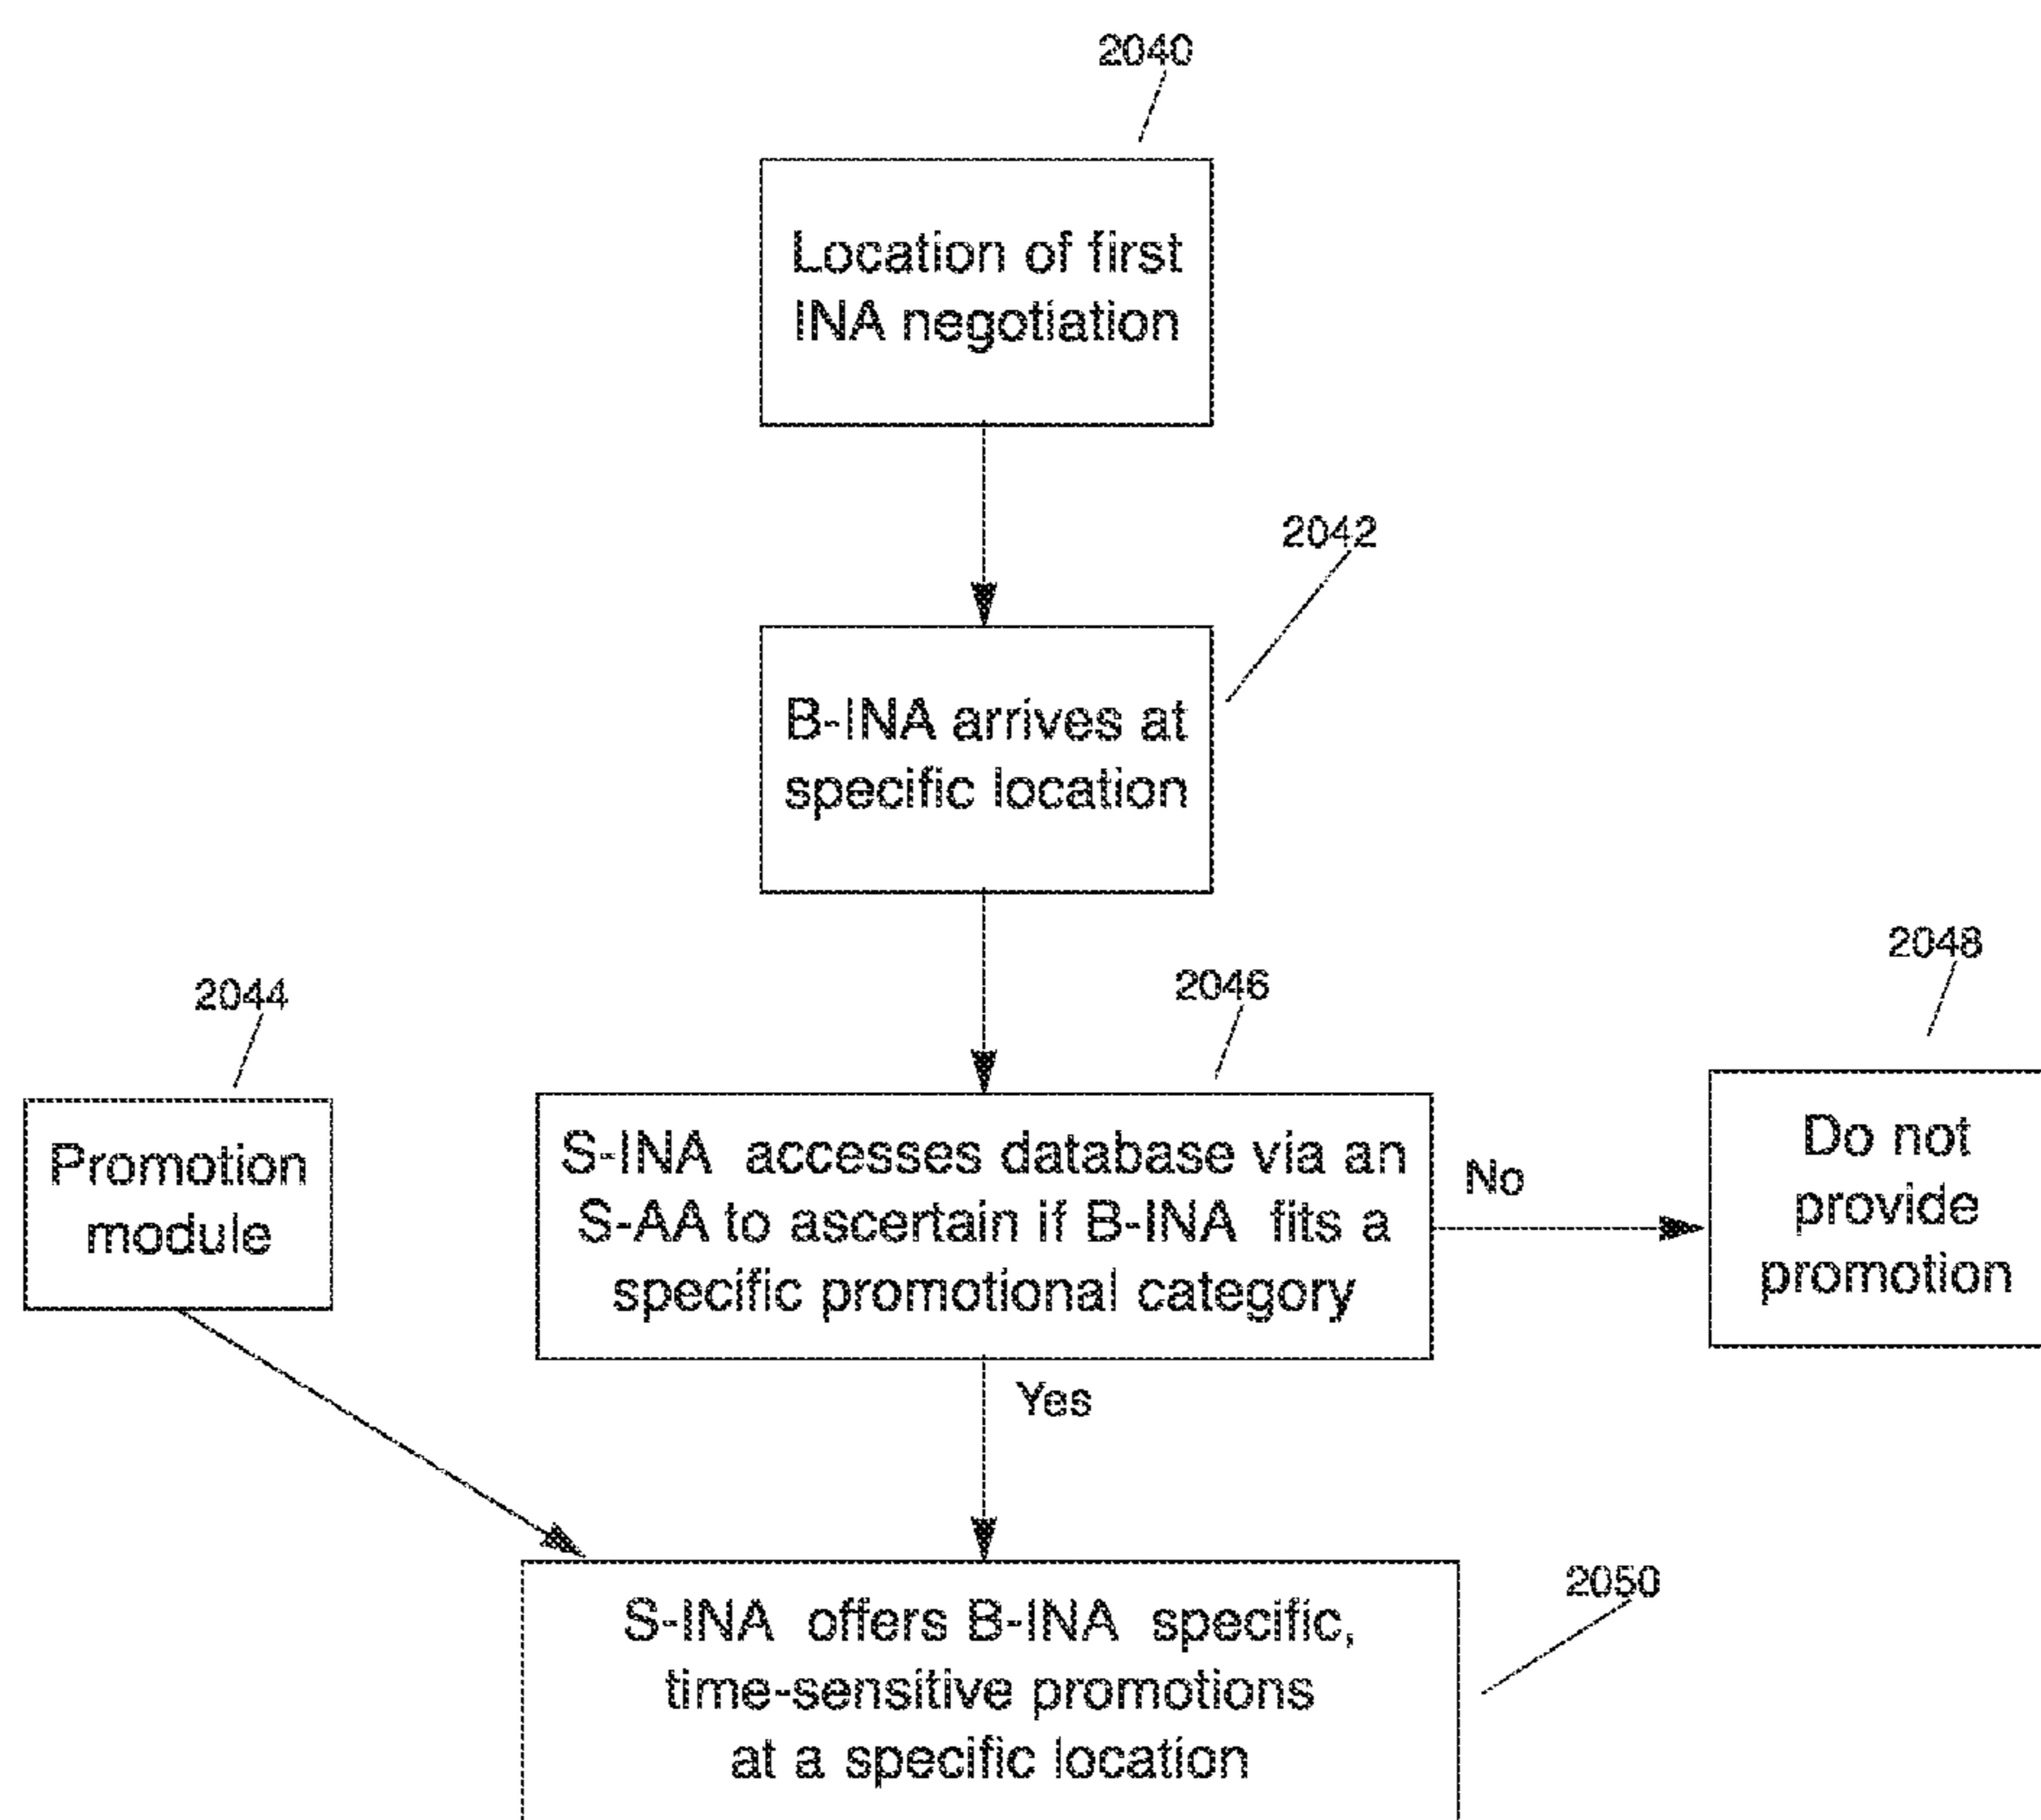 2040
Location of first
INA negotiation
2042
B-INA arrives at
specific location
2044
Promotion
module
2046
S-INA accesses database via an
S-AA to ascertain if B-INA fits a
specific promotional category
No
2048
Do not
provide
promotion
Yes
2050
S-INA offers B-INA specific,
time-sensitive promotions
at a specific location